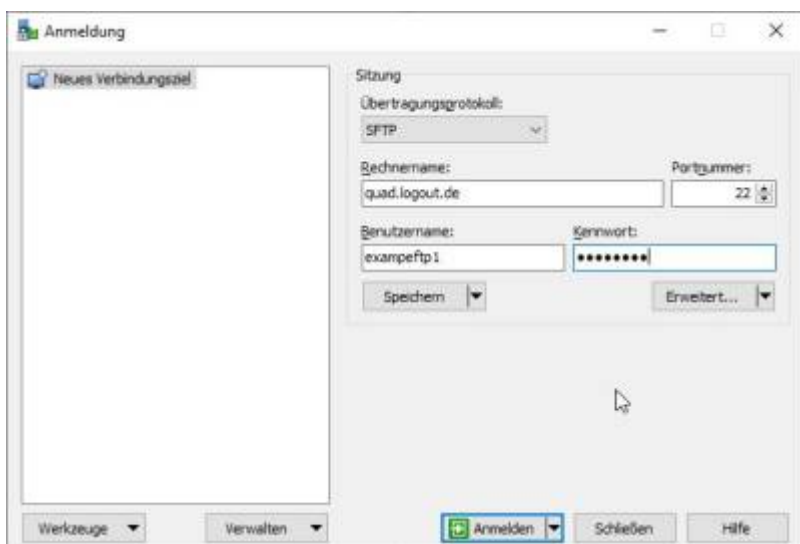 Anmeldung
Neues Verbindungsziel
Sitzung
Übertragungsprotokoll:
SFTP
Rechnername: Portnummer:
quad.logout.de 22
Benutzername: Kennwort:
exampeftp1 ••••••••
Speichern Erweitert...
Werkzeuge Verwalten Anmelden Schließen Hilfe